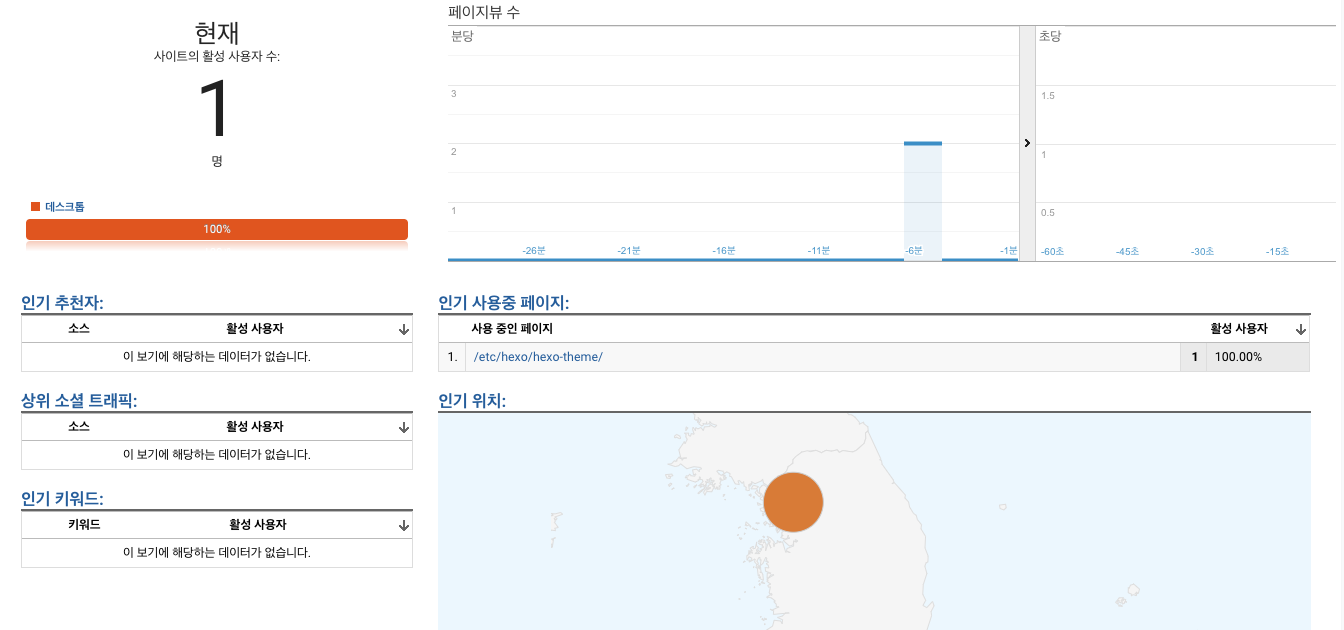 현재
사이트의 활성 사용자 수:
1
명
데스크톱
100%
페이지뷰 수
분당
3
2
1
-26분 -21분 -16분 -11분 -6분 -1분
초당
1.5
1
0.5
-60초 -45초 -30초 -15초
인기 추천자:
소스 활성 사용자
이 보기에 해당하는 데이터가 없습니다.
상위 소셜 트래픽:
소스 활성 사용자
이 보기에 해당하는 데이터가 없습니다.
인기 키워드:
키워드 활성 사용자
이 보기에 해당하는 데이터가 없습니다.
인기 사용중 페이지:
사용 중인 페이지 활성 사용자
1. /etc/hexo/hexo-theme/ 1 100.00%
인기 위치: